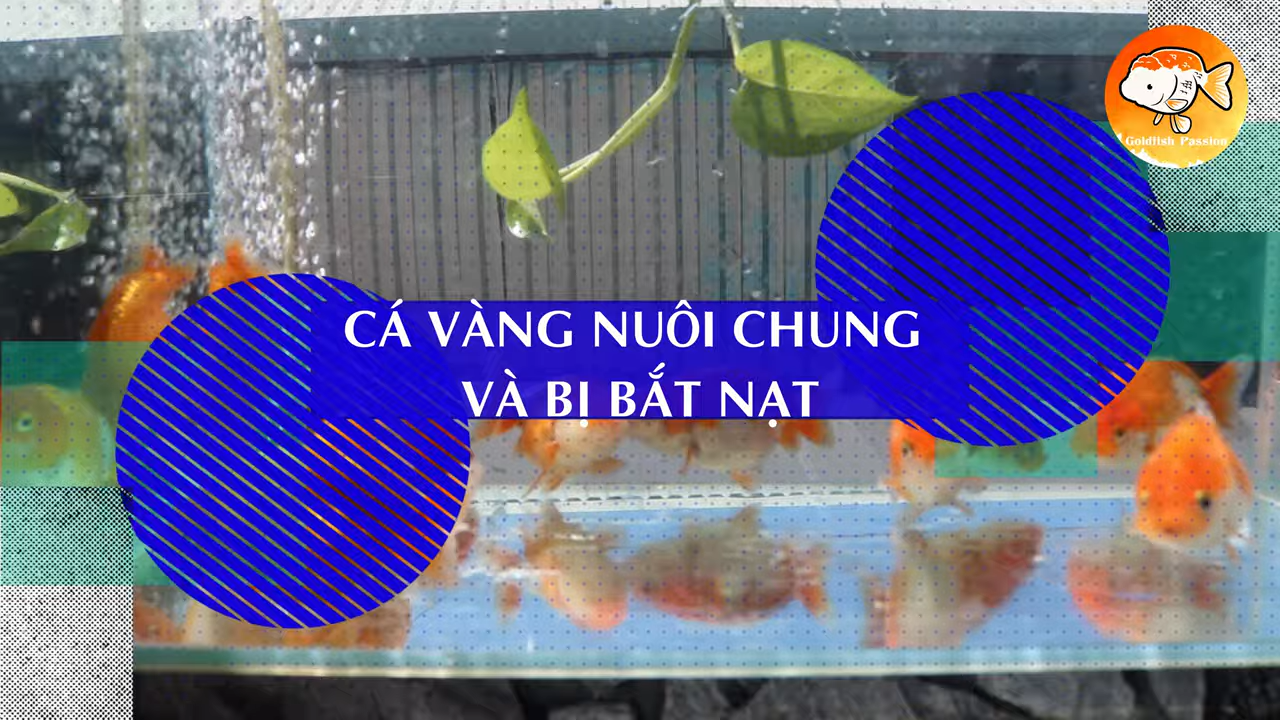 Goldfish Passion
CÁ VÀNG NUÔI CHUNG
VÀ BỊ BẮT NẠT